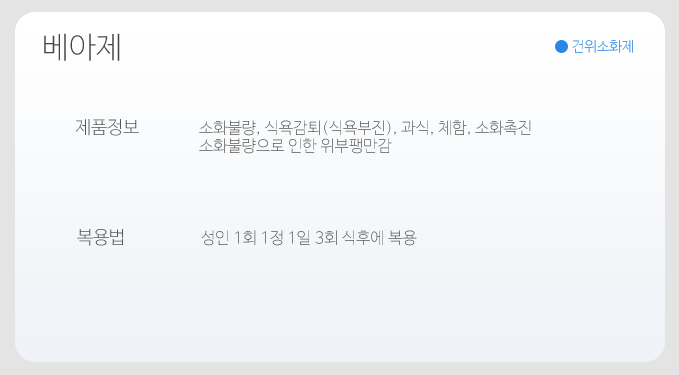 베아제
건위소화제
제품정보
소화불량, 식욕감퇴(식욕부진), 과식, 체함, 소화촉진
소화불량으로 인한 위부팽만감
복용법
성인 1회 1정 1일 3회 식후에 복용